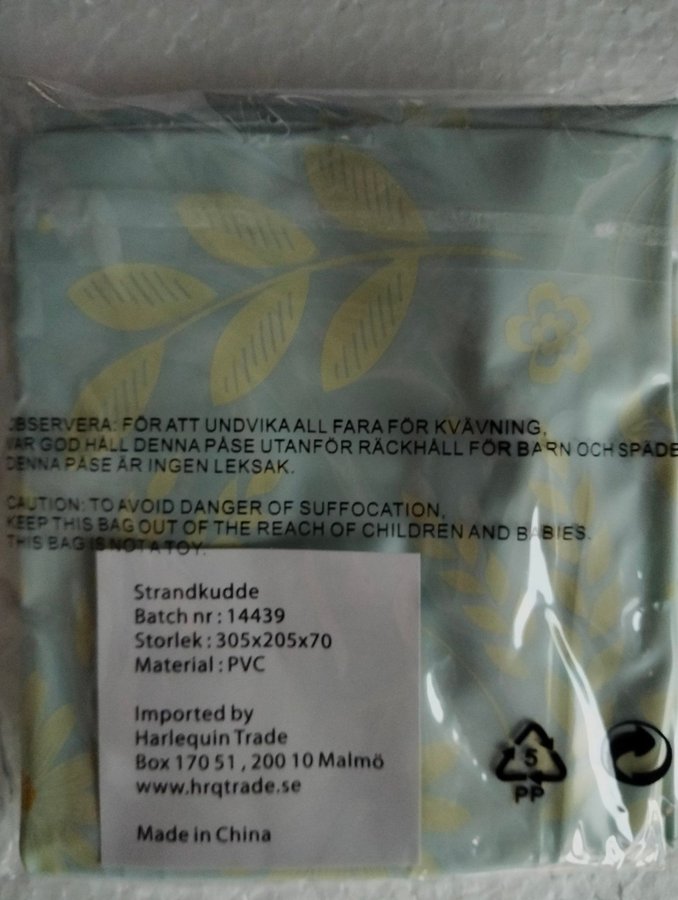 OBSERVERA: FÖR ATT UNDVIKA ALL FARA FÖR KVÄVNING,
VAR GOD HÅLL DENNA PÅSE UTANFÖR RÄCKHÅLL FÖR BARN OCH SPÄDE
DENNA PÅSE ÄR INGEN LEKSAK.
CAUTION: TO AVOID DANGER OF SUFFOCATION,
KEEP THIS BAG OUT OF THE REACH OF CHILDREN AND BABIES.
THIS BAG IS NOT A TOY.
Strandkudde
Batch nr : 14439
Storlek : 305x205x70
Material : PVC
Imported by
Harlequin Trade
Box 170 51 , 200 10 Malmö
www.hrqtrade.se
Made in China
5
PP